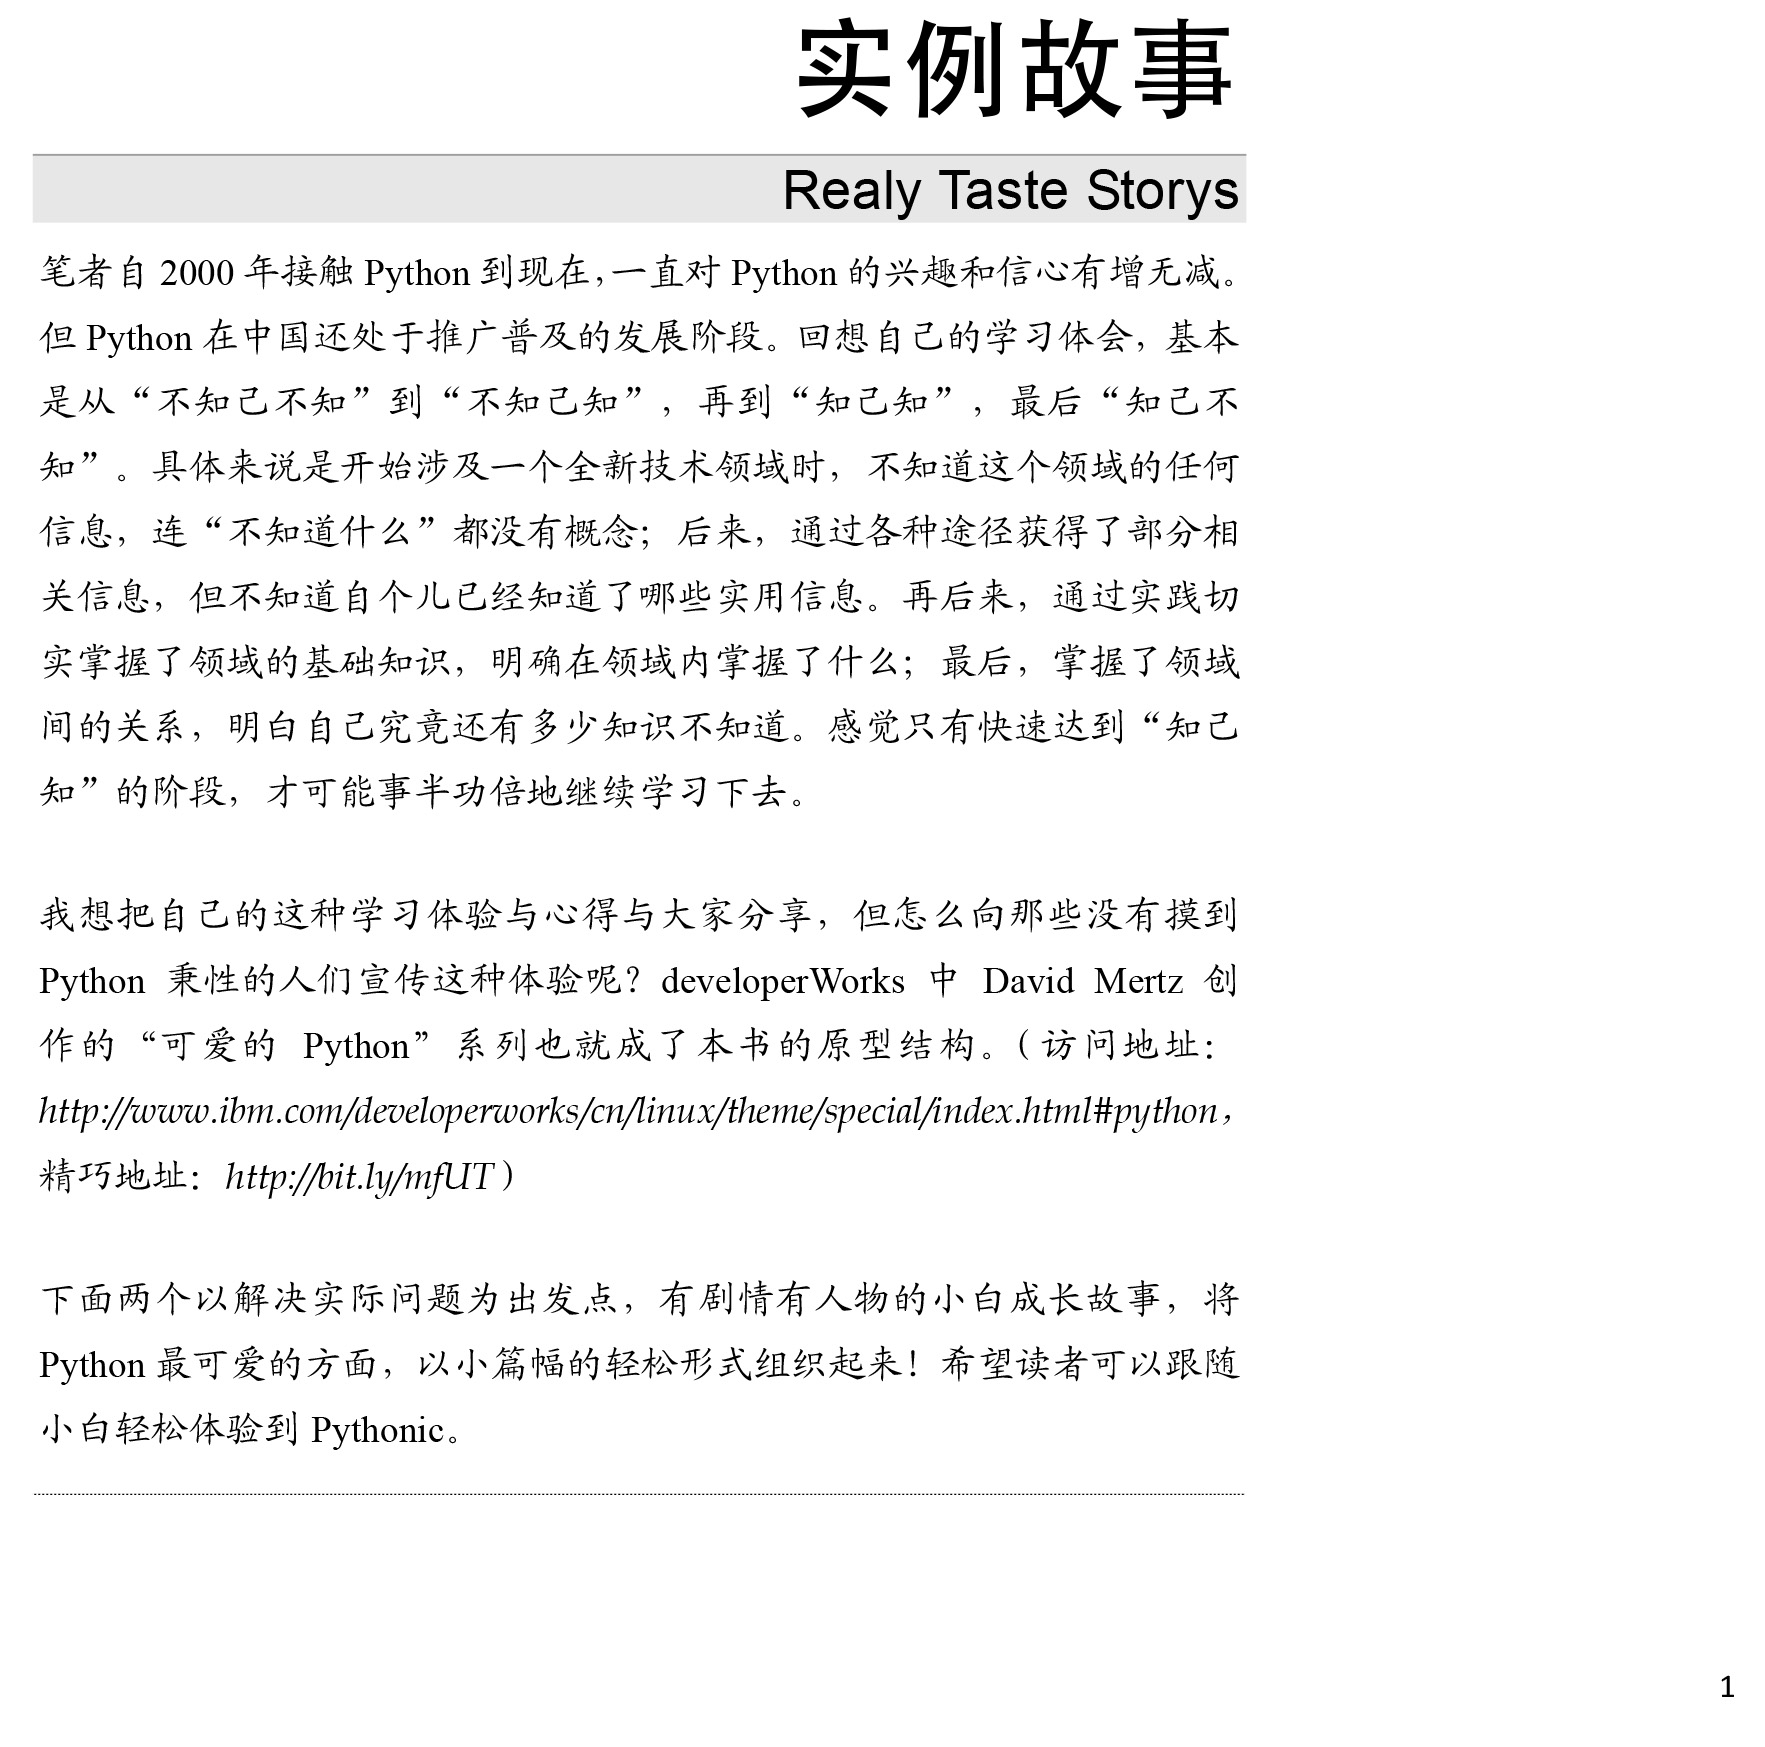 实例故事
Realy Taste Storys
笔者自 2000 年接触 Python 到现在，一直对 Python 的兴趣和信心有增无减。
但 Python 在中国还处于推广普及的发展阶段。回想自己的学习体会，基本
是从“不知己不知”到“不知己知”，再到“知己知”，最后“知己不
知”。具体来说是开始涉及一个全新技术领域时，不知道这个领域的任何
信息，连“不知道什么”都没有概念；后来，通过各种途径获得了部分相
关信息，但不知道自个儿已经知道了哪些实用信息。再后来，通过实践切
实掌握了领域的基础知识，明确在领域内掌握了什么；最后，掌握了领域
间的关系，明白自己究竟还有多少知识不知道。感觉只有快速达到“知己
知”的阶段，才可能事半功倍地继续学习下去。
我想把自己的这种学习体验与心得与大家分享，但怎么向那些没有摸到
Python 秉性的人们宣传这种体验呢？developerWorks 中 David Mertz 创
作的“可爱的 Python”系列也就成了本书的原型结构。（访问地址：
http://www.ibm.com/developerworks/cn/linux/theme/special/index.html#python，
精巧地址：http://bit.ly/mfUT）
下面两个以解决实际问题为出发点，有剧情有人物的小白成长故事，将
Python 最可爱的方面，以小篇幅的轻松形式组织起来！希望读者可以跟随
小白轻松体验到 Pythonic。
1